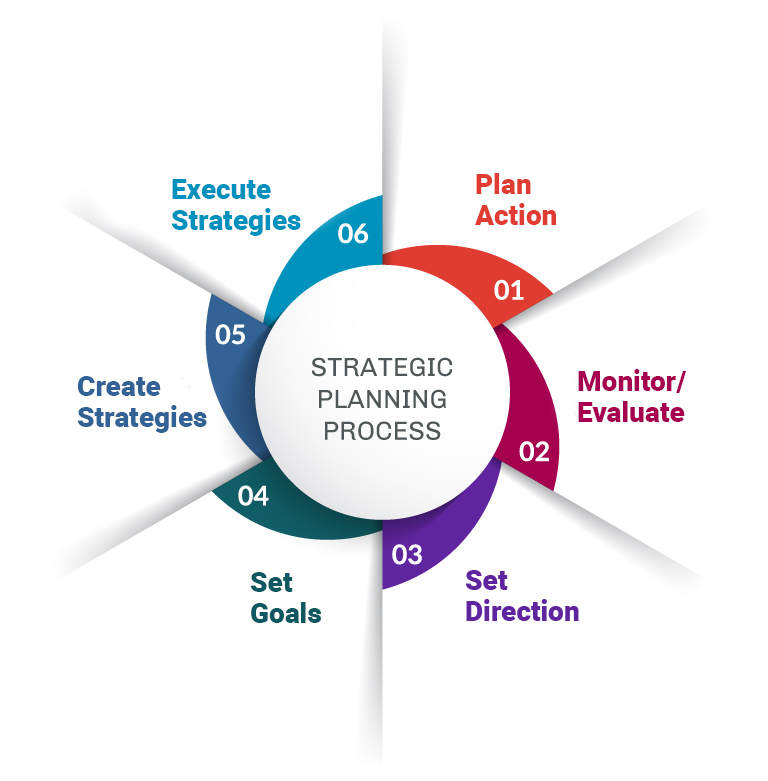 STRATEGIC
PLANNING
PROCESS
Plan
Action
01
Monitor/
Evaluate
02
Set
Direction
03
Set
Goals
04
Create
Strategies
05
Execute
Strategies
06